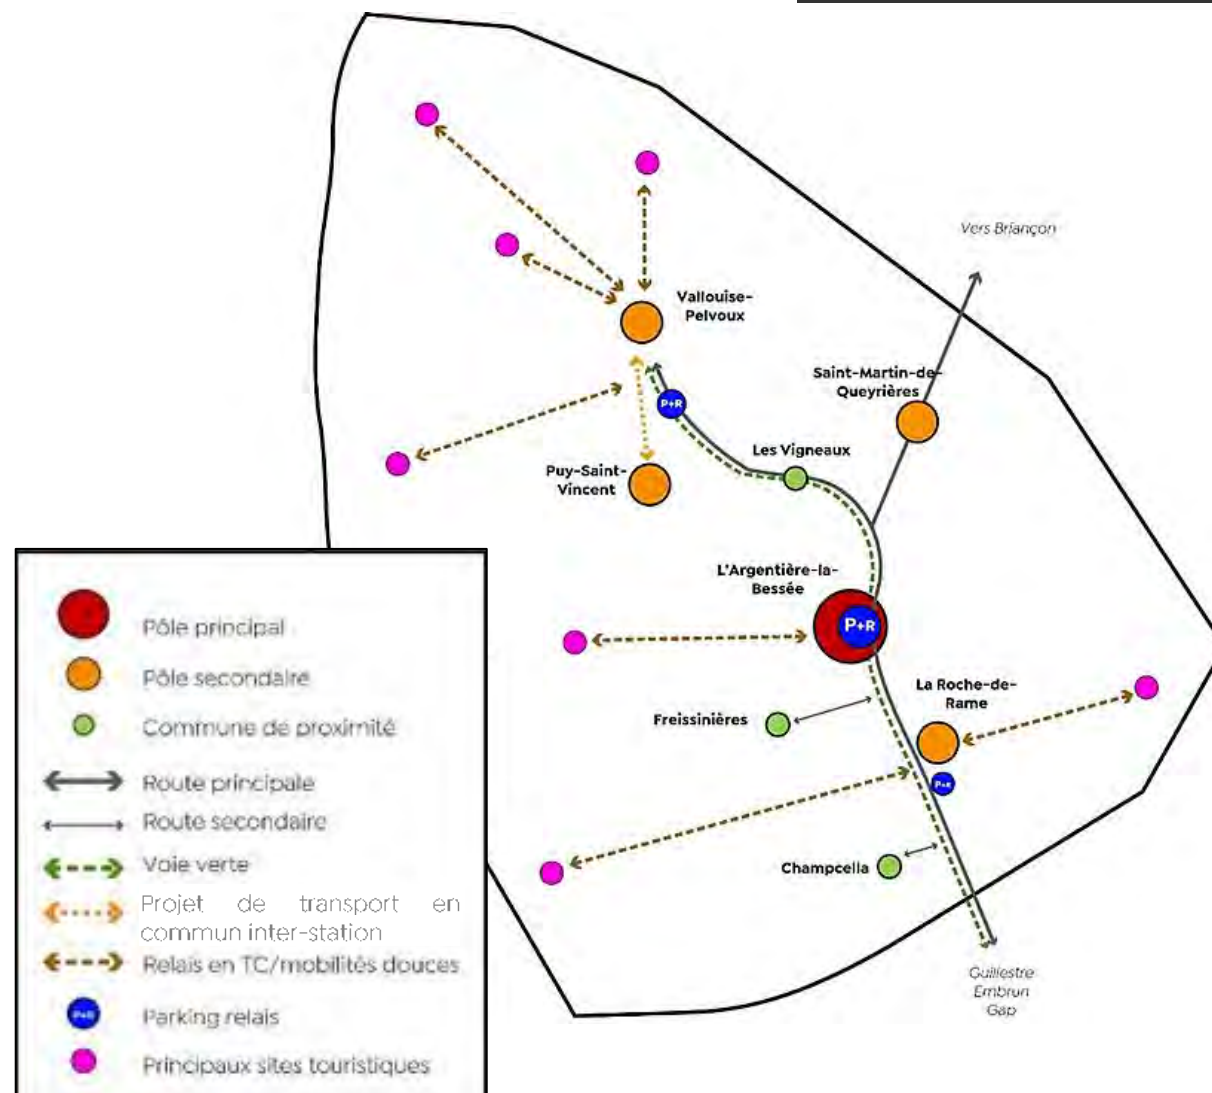 Vers Briançon
Vallouise-
Pelvoux
Saint-Martin-de-
Queyrières
P+R
Les Vigneaux
Puy-Saint-
Vincent
L'Argentière-la-
Bessée
P+R
La Roche-de-
Rame
Freissinières
P+R
Champcella
Guillestre
Embrun
Gap
Pôle principal
Pôle secondaire
Commune de proximité
Route principale
Route secondaire
Voie verte
Projet de transport en
commun inter-station
Relais en TC/mobilités douces
P+R
Parking relais
Principaux sites touristiques